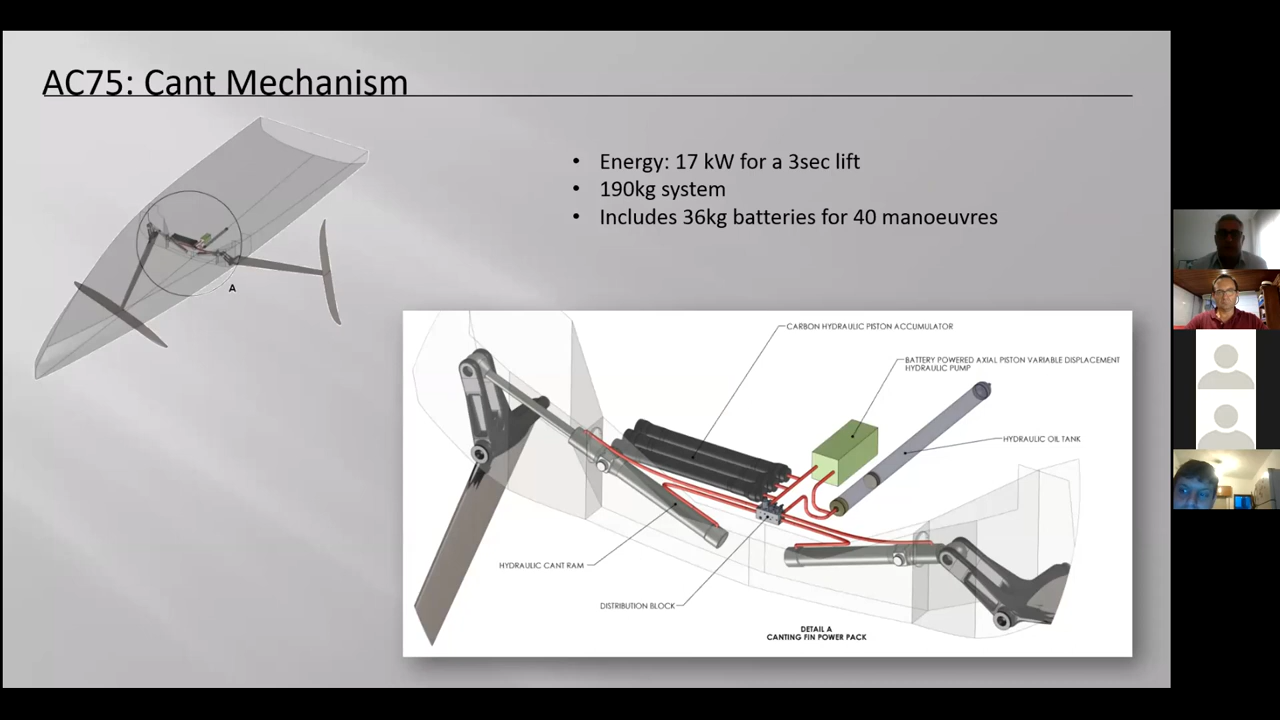 AC75: Cant Mechanism
• Energy: 17 kW for a 3sec lift
• 190kg system
• Includes 36kg batteries for 40 manoeuvres
A
CARBON HYDRAULIC PISTON ACCUMULATOR
BATTERY POWERED AXIAL PISTON VARIABLE DISPLACEMENT
HYDRAULIC PUMP
HYDRAULIC OIL TANK
HYDRAULIC CANT RAM
DISTRIBUTION BLOCK
DETAIL A
CANTING FIN POWER PACK